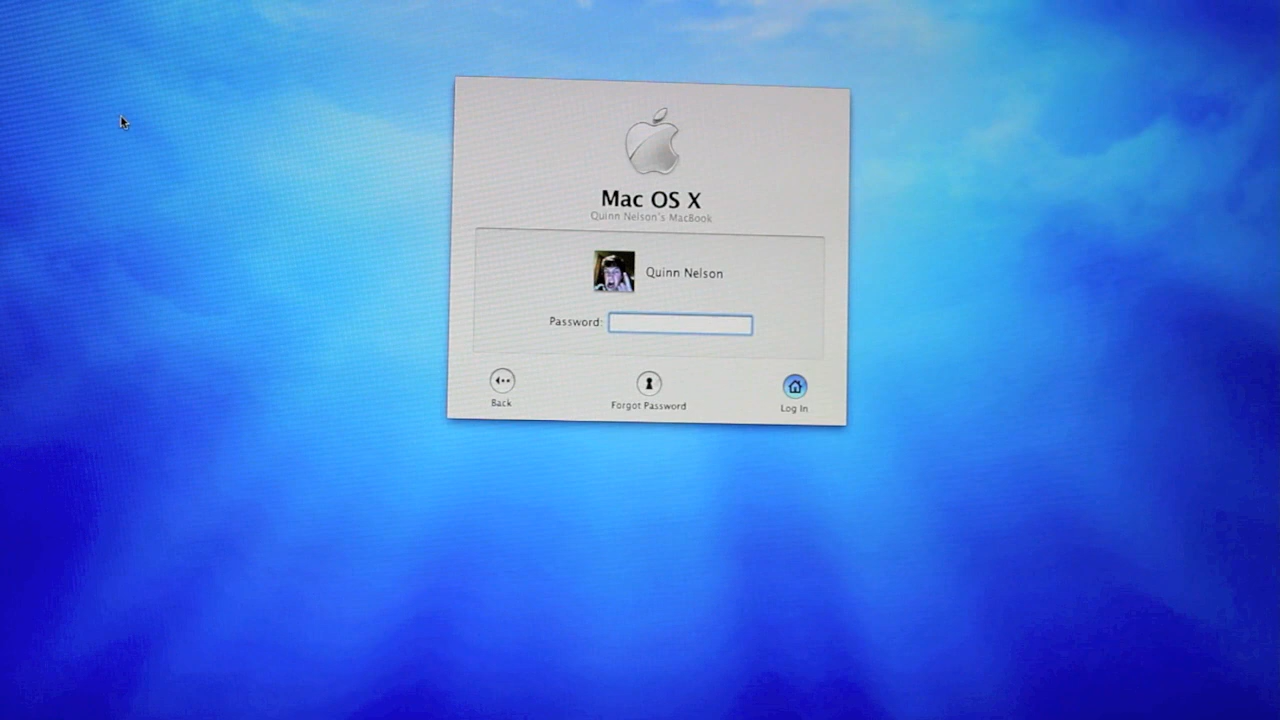 Mac OS X
Quinn Nelson's MacBook
Quinn Nelson
Password:
Back
Forgot Password
Log In